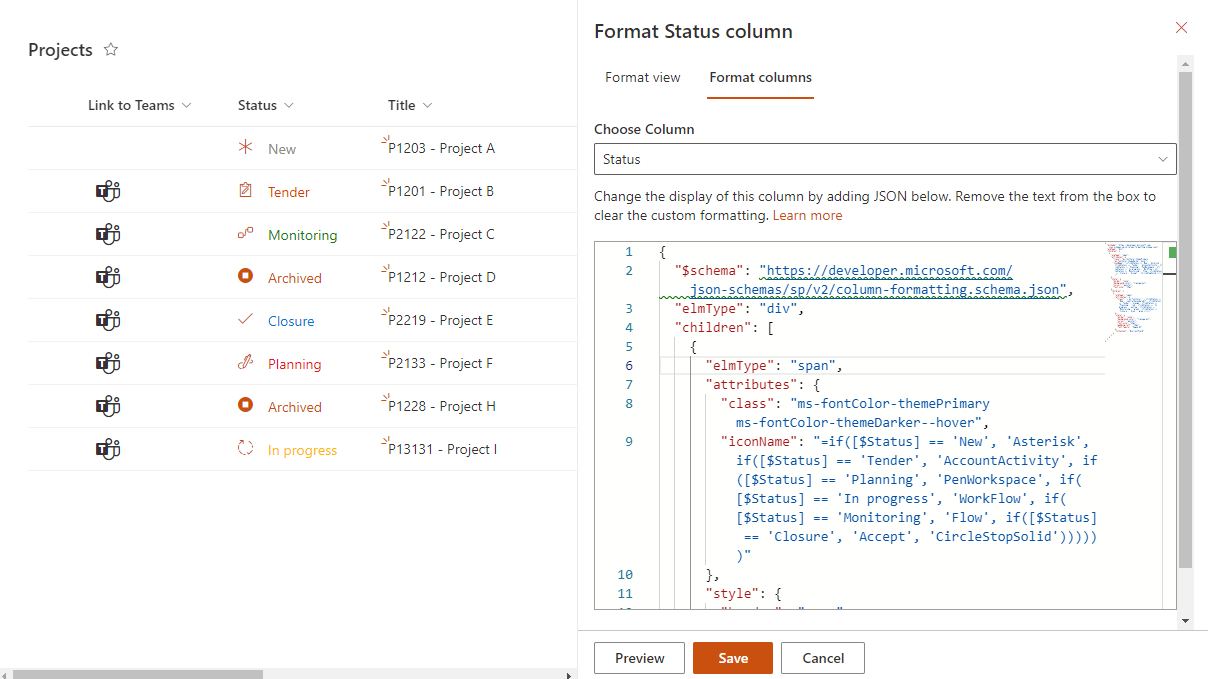 Projects
Link to Teams
Status
Title
New
P1203 - Project A
Tender
P1201 - Project B
Monitoring
P2122 - Project C
Archived
P1212 - Project D
Closure
P2219 - Project E
Planning
P2133 - Project F
Archived
P1228 - Project H
In progress
P13131 - Project I
Format Status column
Format view
Format columns
Choose Column
Status
Change the display of this column by adding JSON below. Remove the text from the box to
clear the custom formatting. Learn more
1 {
2 "$schema": "https://developer.microsoft.com/
json-schemas/sp/v2/column-formatting.schema.json",
3 "elmType": "div",
4 "children": [
5 {
6 "elmType": "span",
7 "attributes": {
8 "class": "ms-fontColor-themePrimary
ms-fontColor-themeDarker--hover",
9 "iconName": "=if([$Status] == 'New', 'Asterisk',
if([$Status] == 'Tender', 'AccountActivity', if
([$Status] == 'Planning', 'PenWorkspace', if(
[$Status] == 'In progress', 'WorkFlow', if(
[$Status] == 'Monitoring', 'Flow', if([$Status]
== 'Closure', 'Accept', 'CircleStopSolid')))))
)"
10 },
11 "style": {
Preview
Save
Cancel